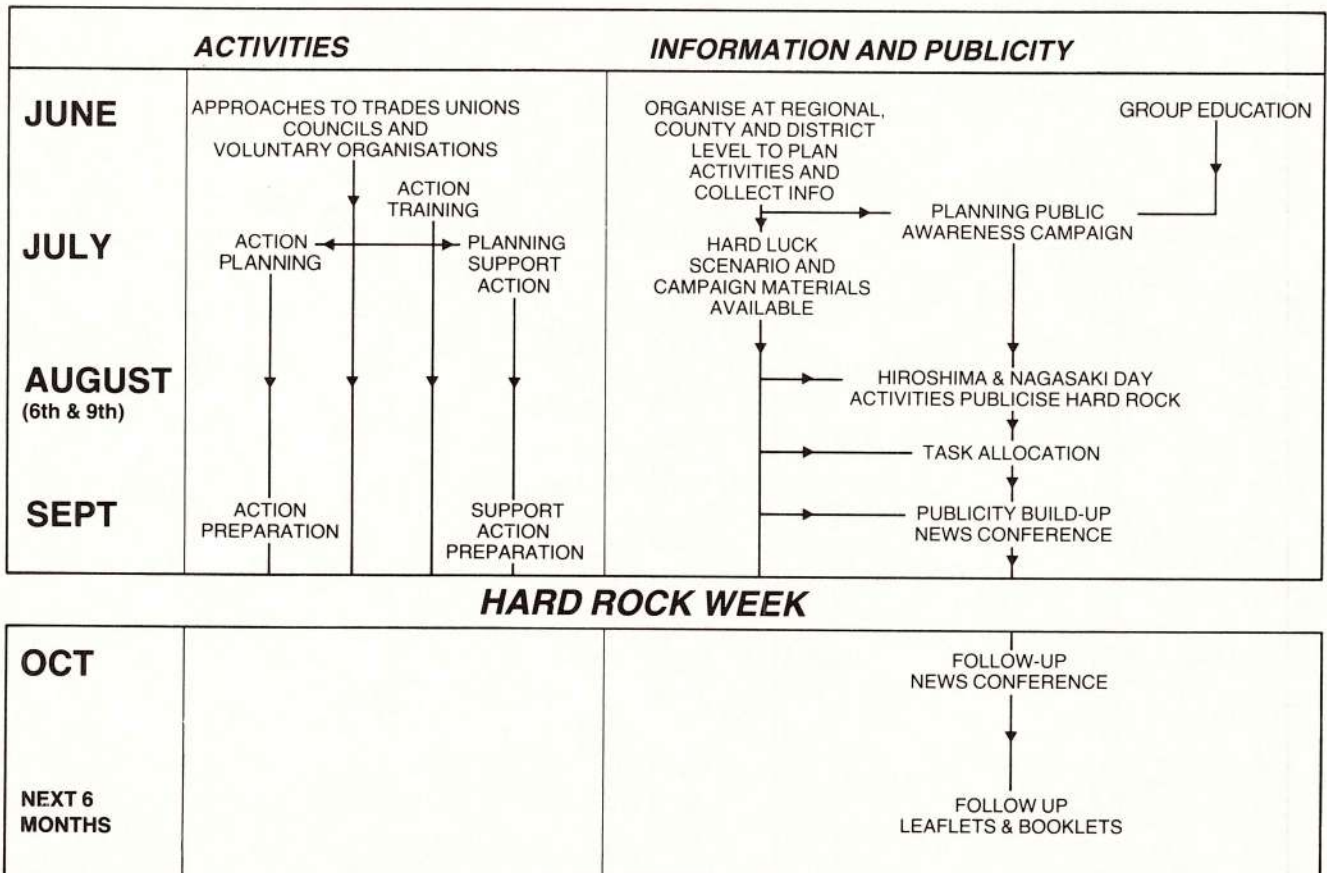 ACTIVITIES
INFORMATION AND PUBLICITY
JUNE
APPROACHES TO TRADES UNIONS
COUNCILS AND
VOLUNTARY ORGANISATIONS
ACTION
TRAINING
ORGANISE AT REGIONAL,
COUNTY AND DISTRICT
LEVEL TO PLAN
ACTIVITIES AND
COLLECT INFO
GROUP EDUCATION
PLANNING PUBLIC
AWARENESS CAMPAIGN
JULY
ACTION
PLANNING
PLANNING
SUPPORT
ACTION
HARD LUCK
SCENARIO AND
CAMPAIGN MATERIALS
AVAILABLE
AUGUST
(6th & 9th)
HIROSHIMA & NAGASAKI DAY
ACTIVITIES PUBLICISE HARD ROCK
TASK ALLOCATION
SEPT
ACTION
PREPARATION
SUPPORT
ACTION
PREPARATION
PUBLICITY BUILD-UP
NEWS CONFERENCE
HARD ROCK WEEK
OCT
FOLLOW-UP
NEWS CONFERENCE
NEXT 6
MONTHS
FOLLOW UP
LEAFLETS & BOOKLETS